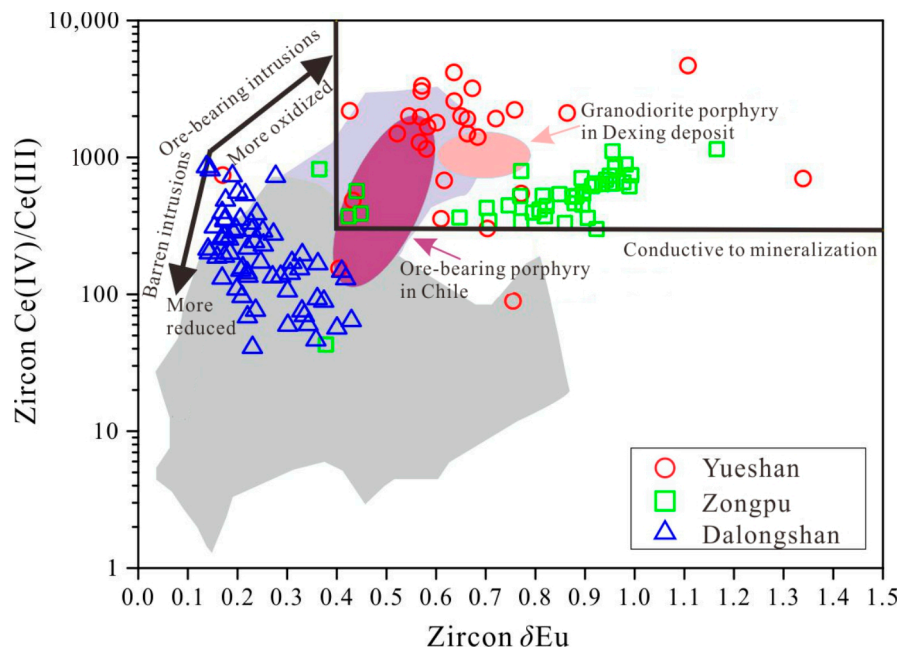 10,000
1000
100
10
1
Zircon Ce(IV)/Ce(III)
Ore-bearing intrusions
More oxidized
Barren intrusions
More
reduced
Granodiorite porphyry
in Dexing deposit
Conductive to mineralization
Ore-bearing porphyry
in Chile
Yueshan
Zongpu
Dalongshan
0.0 0.1 0.2 0.3 0.4 0.5 0.6 0.7 0.8 0.9 1.0 1.1 1.2 1.3 1.4 1.5
Zircon δEu